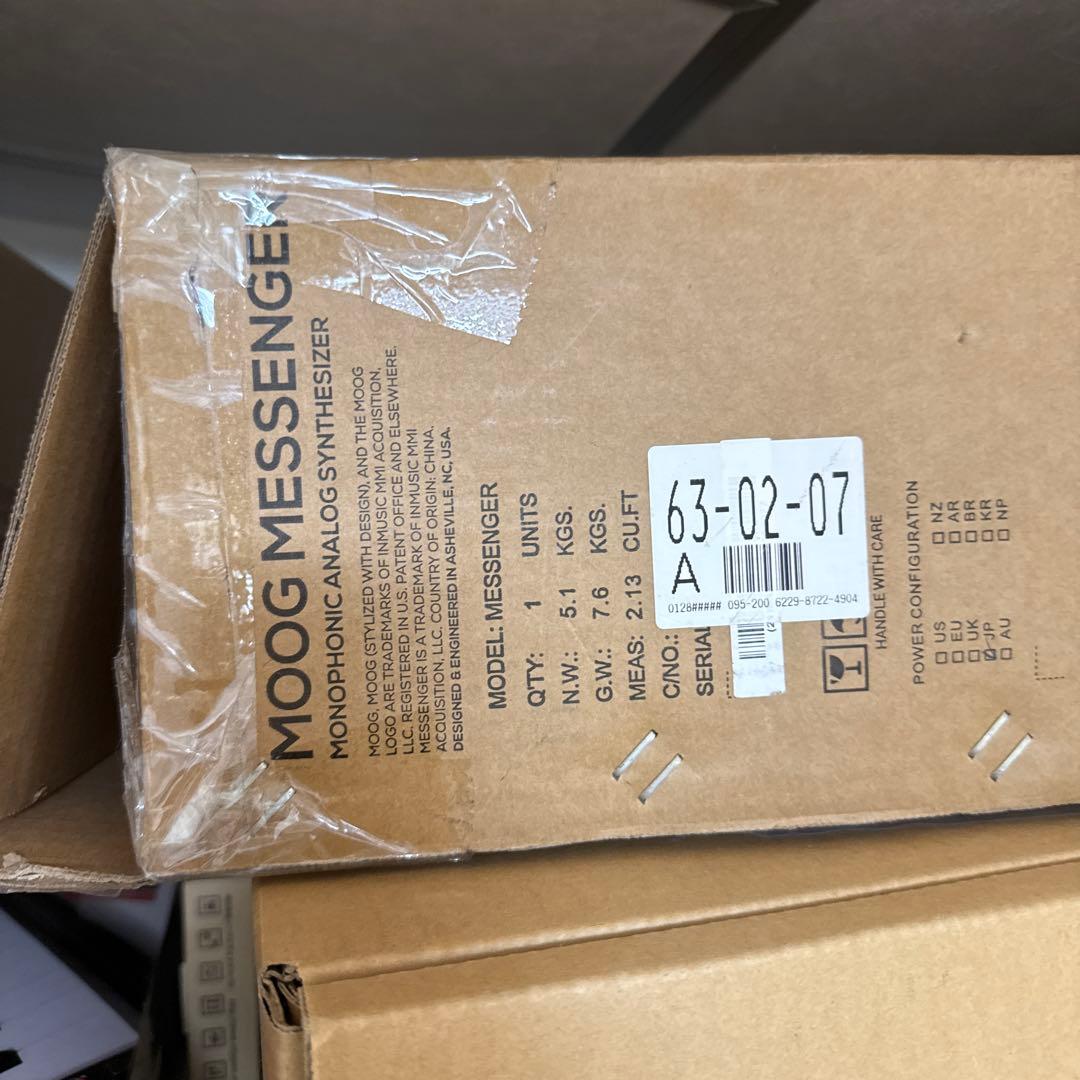 MOOG MESSENGER
MONOPHONIC ANALOG SYNTHESIZER
MOOG, MOOG (STYLIZED WITH DESIGN), AND THE MOOG
LOGO ARE TRADEMARKS OF INMUSIC MMI ACQUISITION,
LLC. REGISTERED IN U.S. PATENT OFFICE AND ELSEWHERE.
MESSENGER IS A TRADEMARK OF INMUSIC MMI
ACQUISITION, LLC. COUNTRY OF ORIGIN: CHINA.
DESIGNED & ENGINEERED IN ASHEVILLE, NC, USA.
MODEL: MESSENGER
Q'TY: 1 UNITS
N.W.: 5.1 KGS.
G.W.: 7.6 KGS.
MEAS: 2.13 CU.FT
C/NO.:
SERIAL
63-02-07
A
0128##### 095-200 6229-8722-4904
(2
HANDLE WITH CARE
POWER CONFIGURATION
US NZ
EU AR
UK BR
JP KR
AU NP